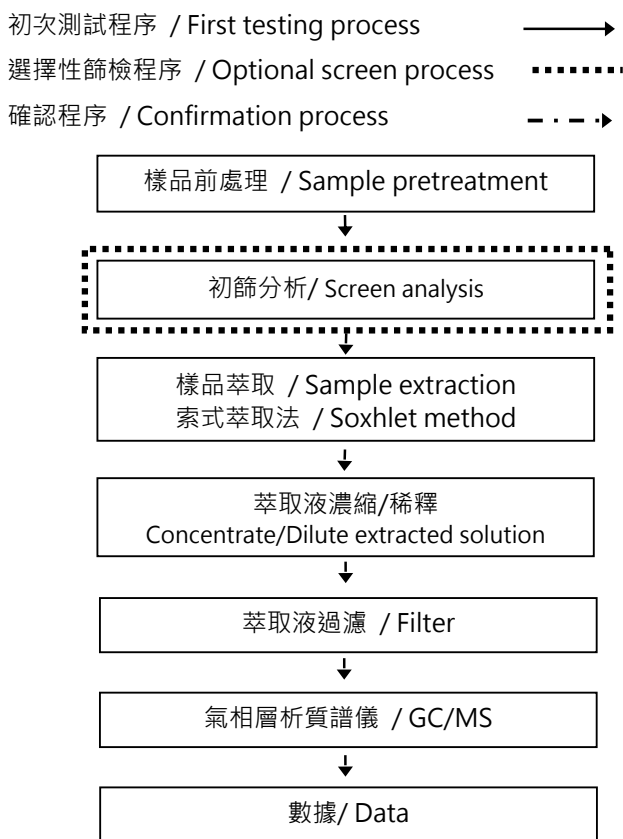 初次測試程序 / First testing process
選擇性篩檢程序 / Optional screen process
確認程序 / Confirmation process
樣品前處理 / Sample pretreatment
初篩分析/ Screen analysis
樣品萃取 / Sample extraction
索式萃取法 / Soxhlet method
萃取液濃縮/稀釋
Concentrate/Dilute extracted solution
萃取液過濾 / Filter
氣相層析質譜儀 / GC/MS
數據/ Data